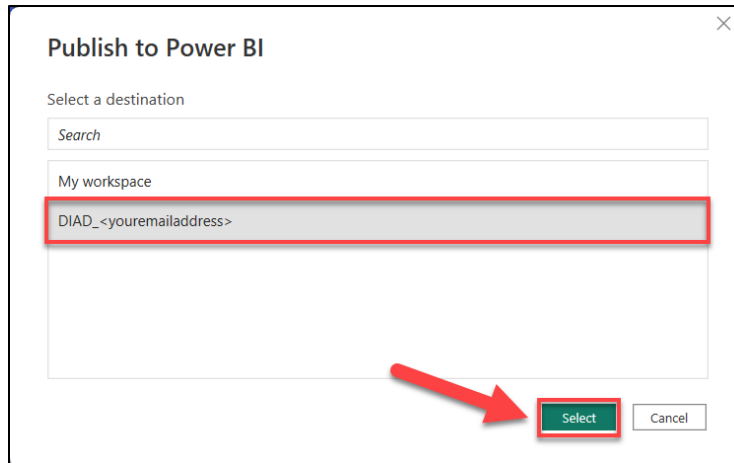 Publish to Power BI
Select a destination
Search
My workspace
DIAD_<youremailaddress>
Select
Cancel